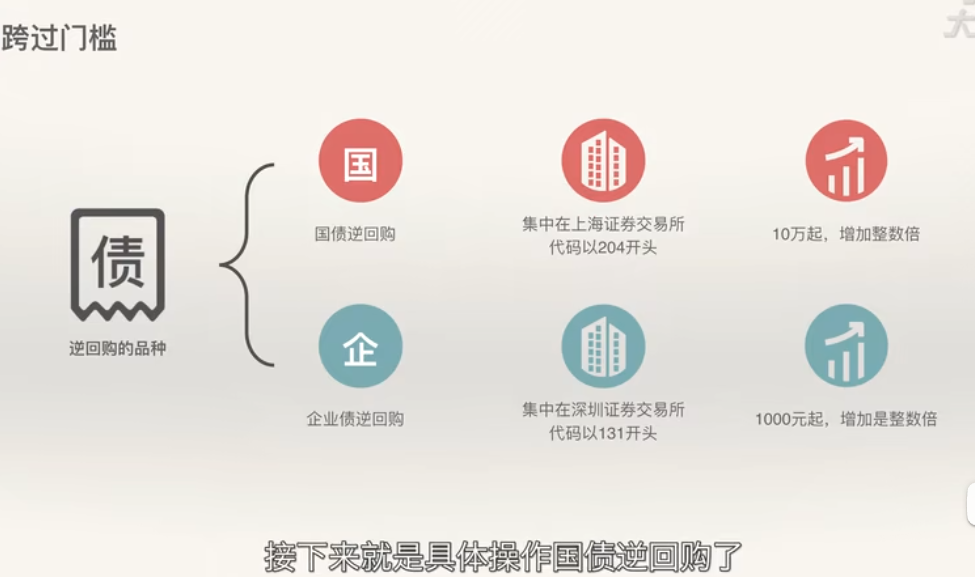 跨过门槛
大
国
国债逆回购
集中在上海证券交易所
代码以204开头
10万起，增加整数倍
债
逆回购的品种
企
企业债逆回购
集中在深圳证券交易所
代码以131开头
1000元起，增加是整数倍
接下来就是具体操作国债逆回购了